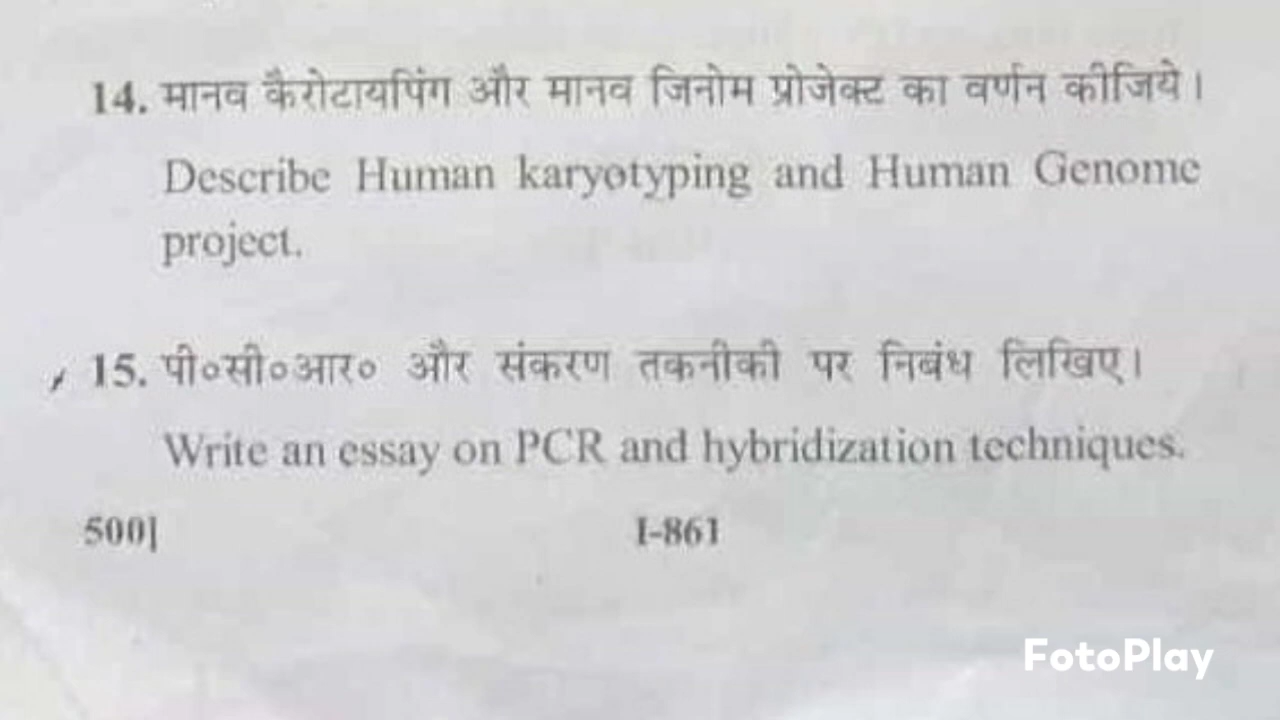 14. मानव कैरोटायपिंग और मानव जिनोम प्रोजेक्ट का वर्णन कीजिये।
Describe Human karyotyping and Human Genome
project.
15. पी०सी०आर० और संकरण तकनीकी पर निबंध लिखिए।
Write an essay on PCR and hybridization techniques.
500] I-861
FotoPlay